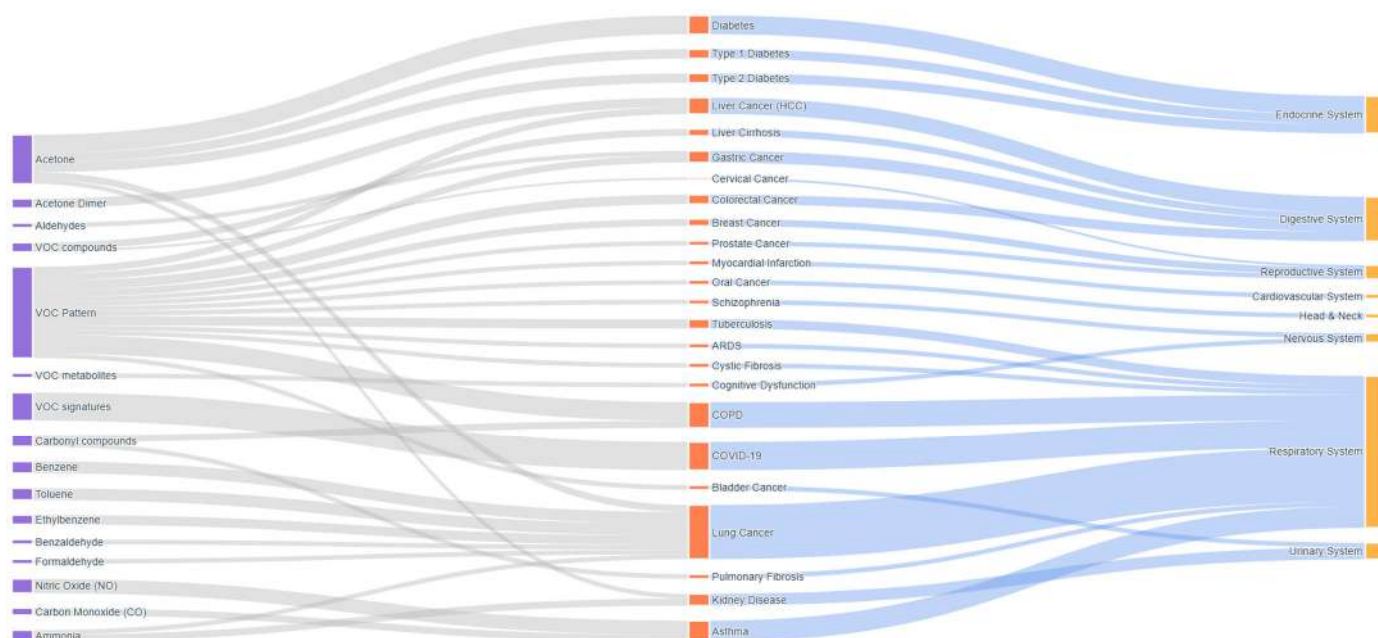 Acetone
Acetone Dimer
Aldehydes
VOC compounds
VOC Pattern
VOC metabolites
VOC signatures
Carbonyl compounds
Benzene
Toluene
Ethylbenzene
Benzaldehyde
Formaldehyde
Nitric Oxide (NO)
Carbon Monoxide (CO)
Ammonia
Diabetes
Type 1 Diabetes
Type 2 Diabetes
Liver Cancer (HCC)
Liver Cirrhosis
Gastric Cancer
Cervical Cancer
Colorectal Cancer
Breast Cancer
Prostate Cancer
Myocardial Infarction
Oral Cancer
Schizophrenia
Tuberculosis
ARDS
Cystic Fibrosis
Cognitive Dysfunction
COPD
COVID-19
Bladder Cancer
Lung Cancer
Pulmonary Fibrosis
Kidney Disease
Asthma
Endocrine System
Digestive System
Reproductive System
Cardiovascular System
Head & Neck
Nervous System
Respiratory System
Urinary System